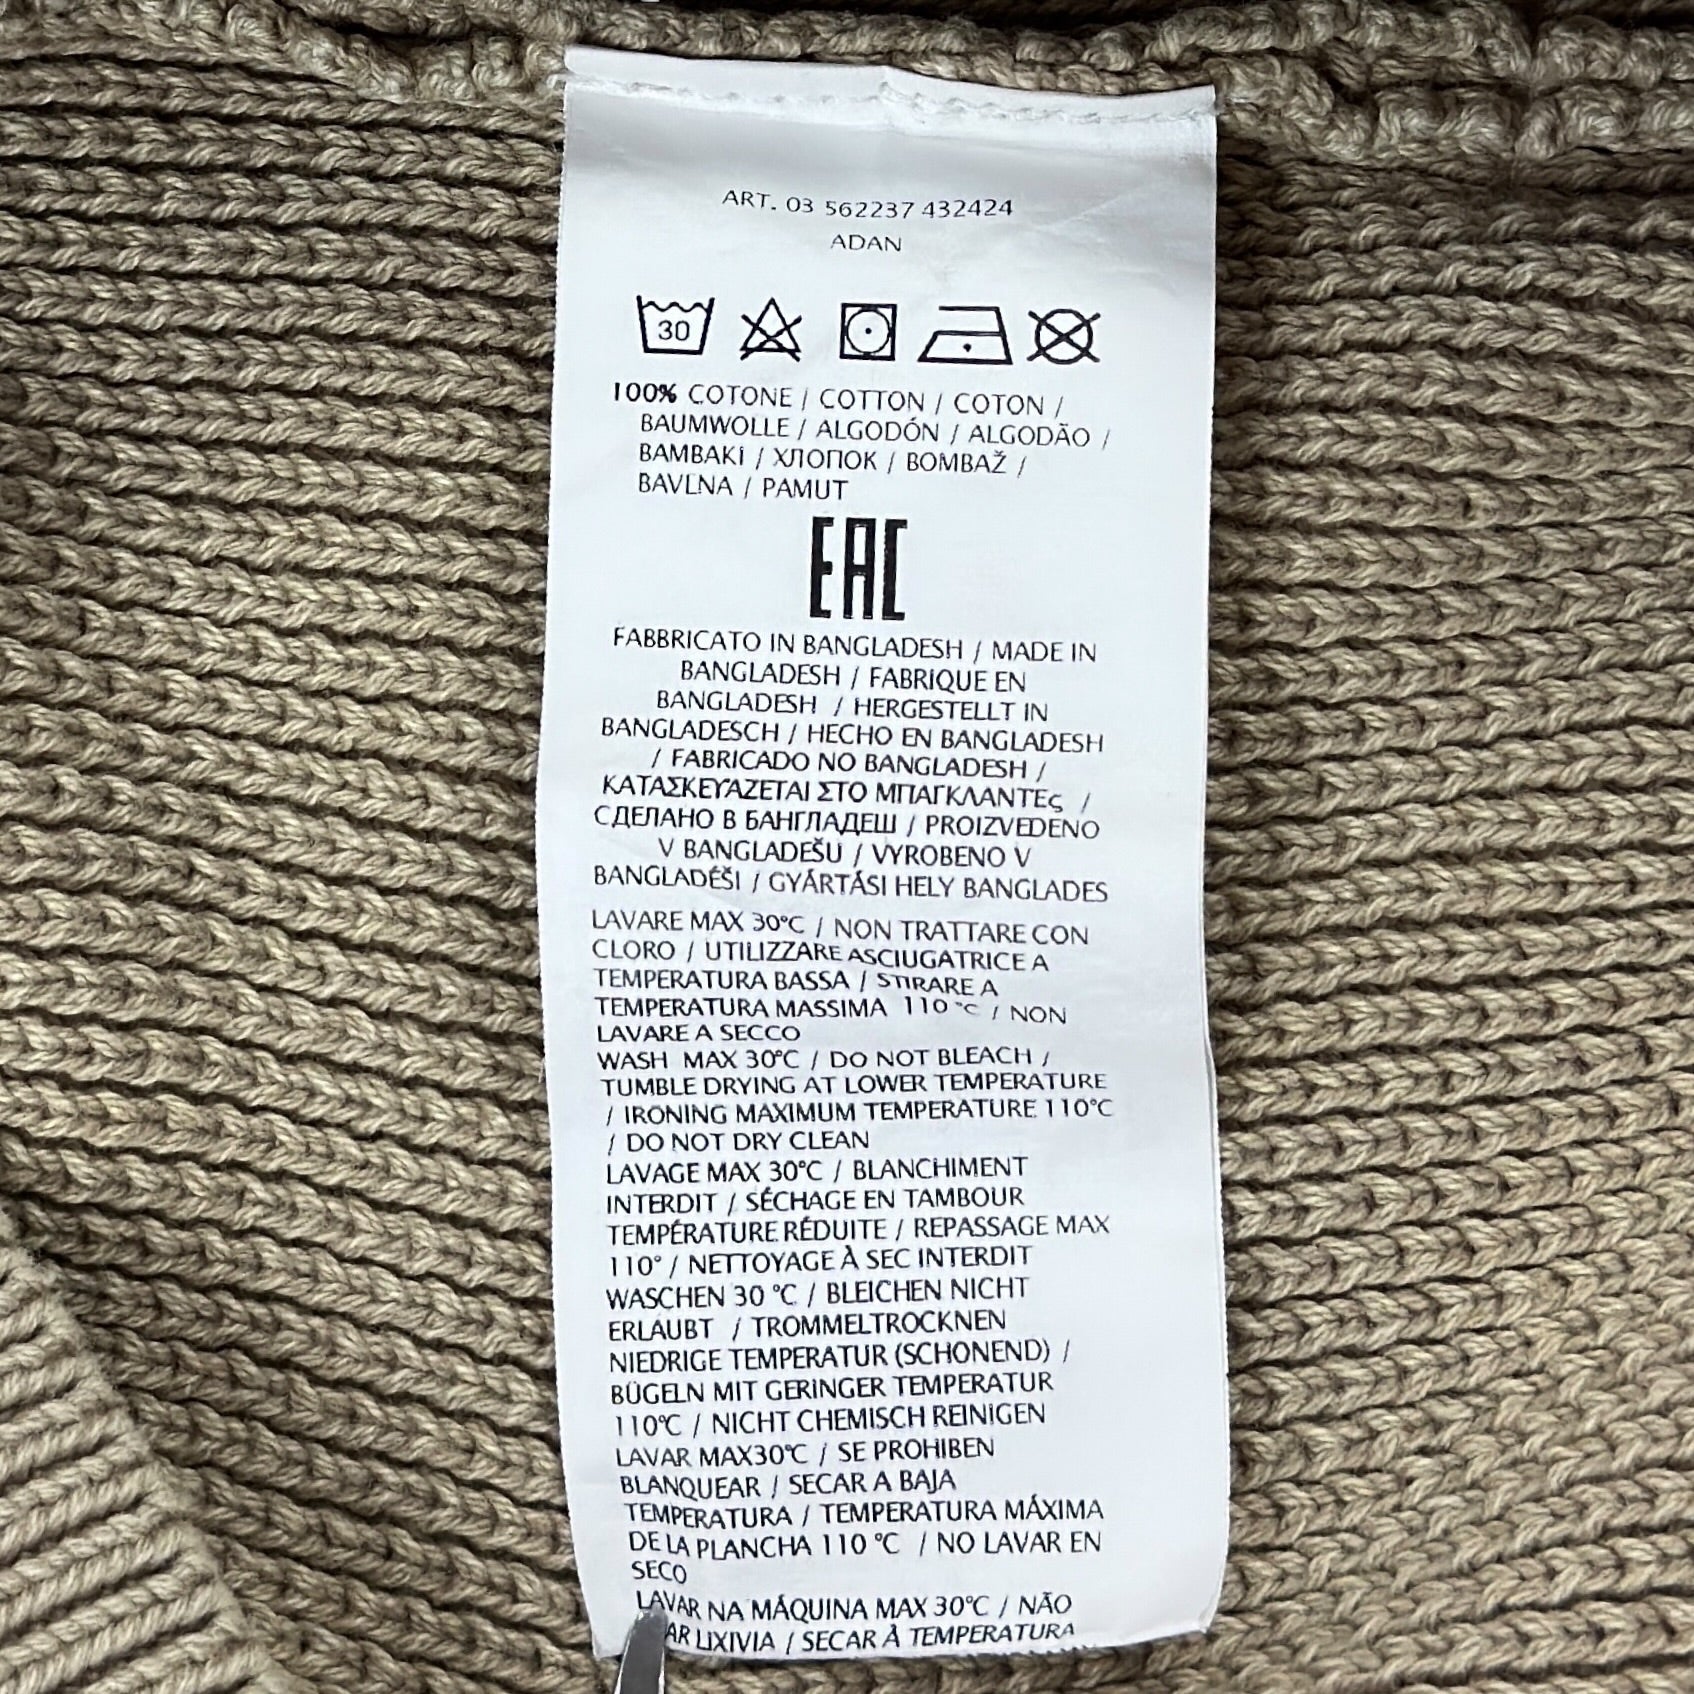 ART. 03 562237 432424
ADAN
30
100% COTONE / COTTON / COTON /
BAUMWOLLE / ALGODÓN / ALGODÃO /
BAMBAKI / ХЛОПОК / BOMBAŽ /
BAVLNA / PAMUT
EAC
FABBRICATO IN BANGLADESH / MADE IN
BANGLADESH / FABRIQUE EN
BANGLADESH / HERGESTELLT IN
BANGLADESCH / HECHO EN BANGLADESH
/ FABRICADO NO BANGLADESH /
ΚΑΤΑΣΚΕΥΑΖΕΤΑΙ ΣΤΟ ΜΠΑΓΚΛΑΝΤΕς /
СДЕЛАНО В БАНГЛАДЕШ / PROIZVEDENO
V BANGLADEŠU / VYROBENO V
BANGLADÉŠI / GYÁRTÁSI HELY BANGLADES
LAVARE MAX 30°C / NON TRATTARE CON
CLORO / UTILIZZARE ASCIUGATRICE A
TEMPERATURA BASSA / STIRARE A
TEMPERATURA MASSIMA 110 °C / NON
LAVARE A SECCO
WASH MAX 30°C / DO NOT BLEACH /
TUMBLE DRYING AT LOWER TEMPERATURE
/ IRONING MAXIMUM TEMPERATURE 110°C
/ DO NOT DRY CLEAN
LAVAGE MAX 30°C / BLANCHIMENT
INTERDIT / SÉCHAGE EN TAMBOUR
TEMPÉRATURE RÉDUITE / REPASSAGE MAX
110° / NETTOYAGE À SEC INTERDIT
WASCHEN 30 °C / BLEICHEN NICHT
ERLAUBT / TROMMELTROCKNEN
NIEDRIGE TEMPERATUR (SCHONEND) /
BÜGELN MIT GERINGER TEMPERATUR
110°C / NICHT CHEMISCH REINIGEN
LAVAR MAX30°C / SE PROHIBEN
BLANQUEAR / SECAR A BAJA
TEMPERATURA / TEMPERATURA MÁXIMA
DE LA PLANCHA 110 °C / NO LAVAR EN
SECO
LAVAR NA MÁQUINA MAX 30°C / NÃO
LIXIVIA / SECAR À TEMPERATURA